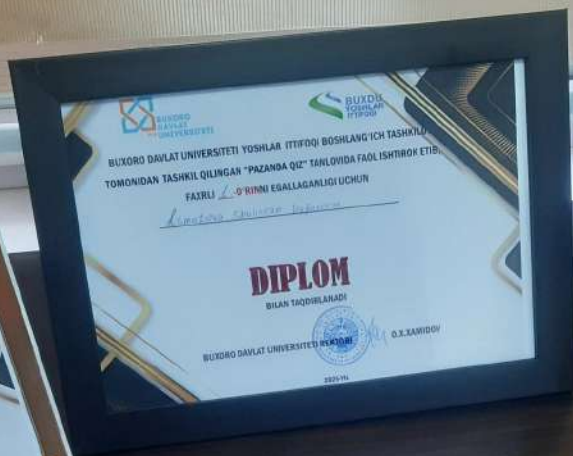 BUXORO
DAVLAT
UNIVERSITETI
BUXDU
YOSHLAR
ITTIFOQI
BUXORO DAVLAT UNIVERSITETI YOSHLAR ITTIFOQI BOSHLANG'ICH
TOMONIDAN TASHKIL QILINGAN "PAZANDA QIZ" TANLOVIDA FAOL ISHTIROK ETIB,
FAXRLI 1 -O'RINNI EGALLAGANLIGI UCHUN
DIPLOM
BILAN TAQDIRLANADI
BUXORO DAVLAT UNIVERSITETI REKTORI O.X.XAMIDOV